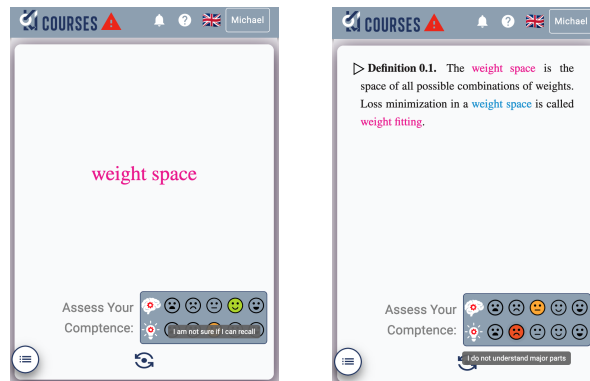 COURSES
Michael
weight space
Assess Your
Comptence:
I am not sure if I can recall
COURSES
Michael
▷ Definition 0.1. The weight space is the
space of all possible combinations of weights.
Loss minimization in a weight space is called
weight fitting.
Assess Your
Comptence:
I do not understand major parts